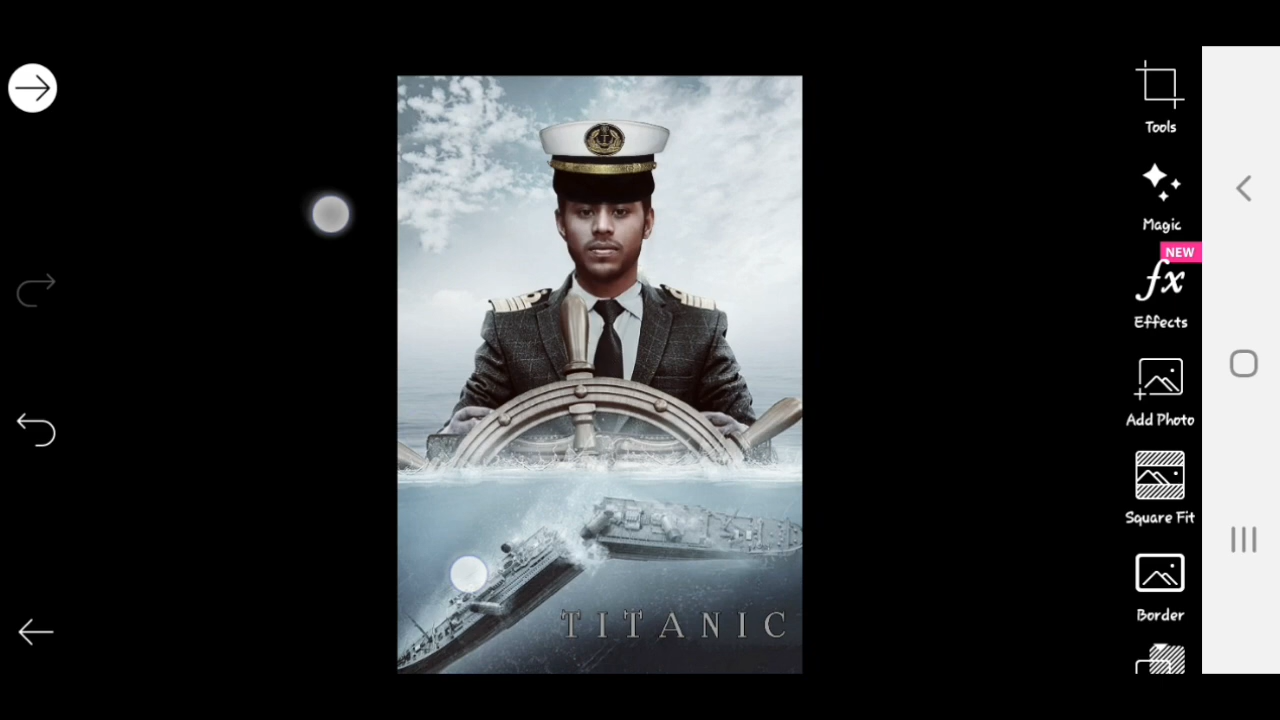 Tools
Magic
NEW
fx
Effects
Add Photo
Square Fit
Border
TITANIC